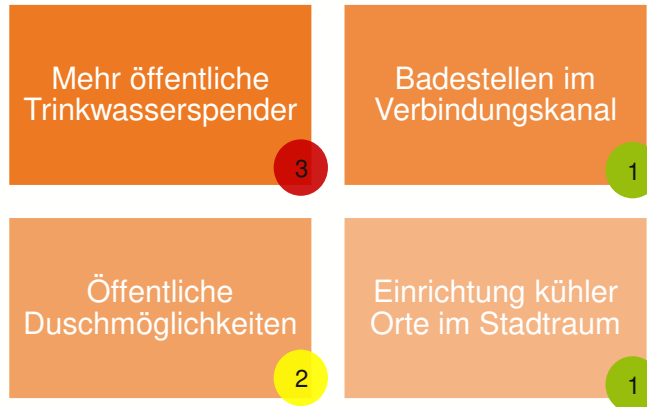 Mehr öffentliche
Trinkwasserspender
3
Badestellen im
Verbindungskanal
1
Öffentliche
Duschmöglichkeiten
2
Einrichtung kühler
Orte im Stadtraum
1